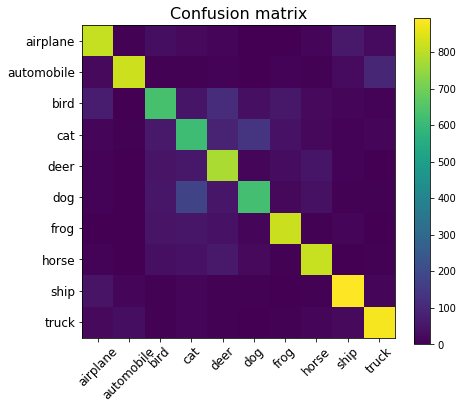 Confusion matrix
airplane
automobile
bird
cat
deer
dog
frog
horse
ship
truck
airplane
automobile
bird
cat
deer
dog
frog
horse
ship
truck
800
700
600
500
400
300
200
100
0